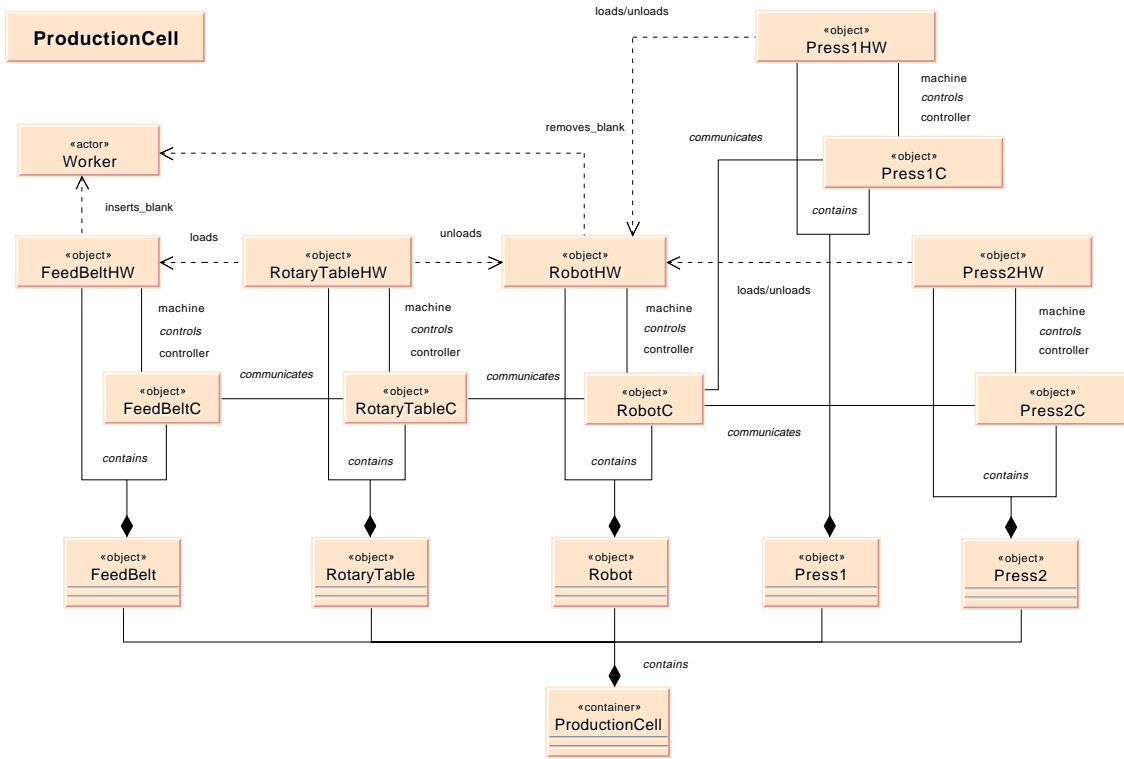 loads/unloads
«object»
Press1HW
ProductionCell
machine
controls
controller
removes_blank
communicates
«actor»
Worker
«object»
Press1C
inserts_blank
contains
loads
unloads
«object»
FeedBeltHW
«object»
RotaryTableHW
«object»
RobotHW
«object»
Press2HW
loads/unloads
machine
controls
controller
machine
controls
controller
machine
controls
controller
machine
controls
controller
communicates
communicates
«object»
FeedBeltC
«object»
RotaryTableC
«object»
RobotC
«object»
Press2C
communicates
contains
contains
contains
contains
«object»
FeedBelt
«object»
RotaryTable
«object»
Robot
«object»
Press1
«object»
Press2
contains
«container»
ProductionCell